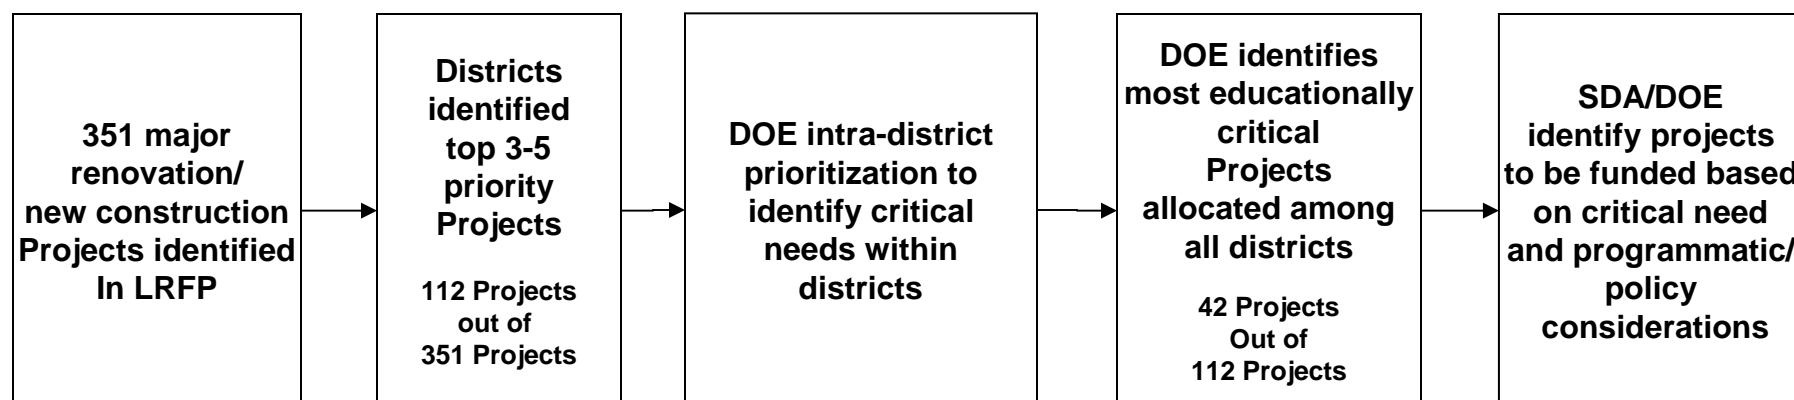 351 major
renovation/
new construction
Projects identified
In LRFP
Districts
identified
top 3-5
priority
Projects
112 Projects
out of
351 Projects
DOE intra-district
prioritization to
identify critical
needs within
districts
DOE identifies
most educationally
critical
Projects
allocated among
all districts
42 Projects
Out of
112 Projects
SDA/DOE
identify projects
to be funded based
on critical need
and programmatic/
policy
considerations